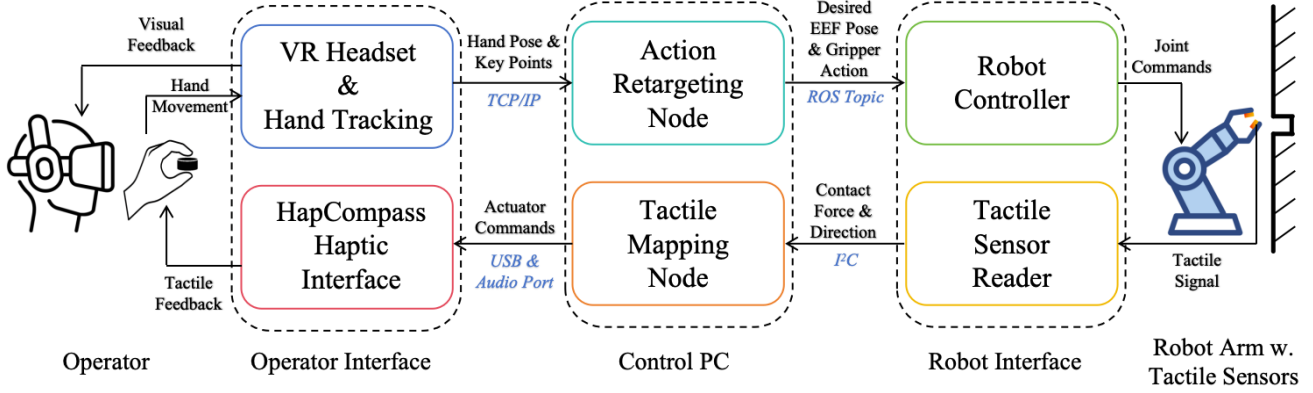 Visual
Feedback
Hand
Movement
VR Headset
&
Hand Tracking
Hand Pose &
Key Points
TCP/IP
Action
Retargeting
Node
Desired
EEF Pose
& Gripper
Action
ROS Topic
Robot
Controller
Joint
Commands
HapCompass
Haptic
Interface
Tactile
Feedback
Actuator
Commands
USB &
Audio Port
Tactile
Mapping
Node
Contact
Force &
Direction
I²C
Tactile
Sensor
Reader
Tactile
Signal
Operator
Operator Interface
Control PC
Robot Interface
Robot Arm w.
Tactile Sensors